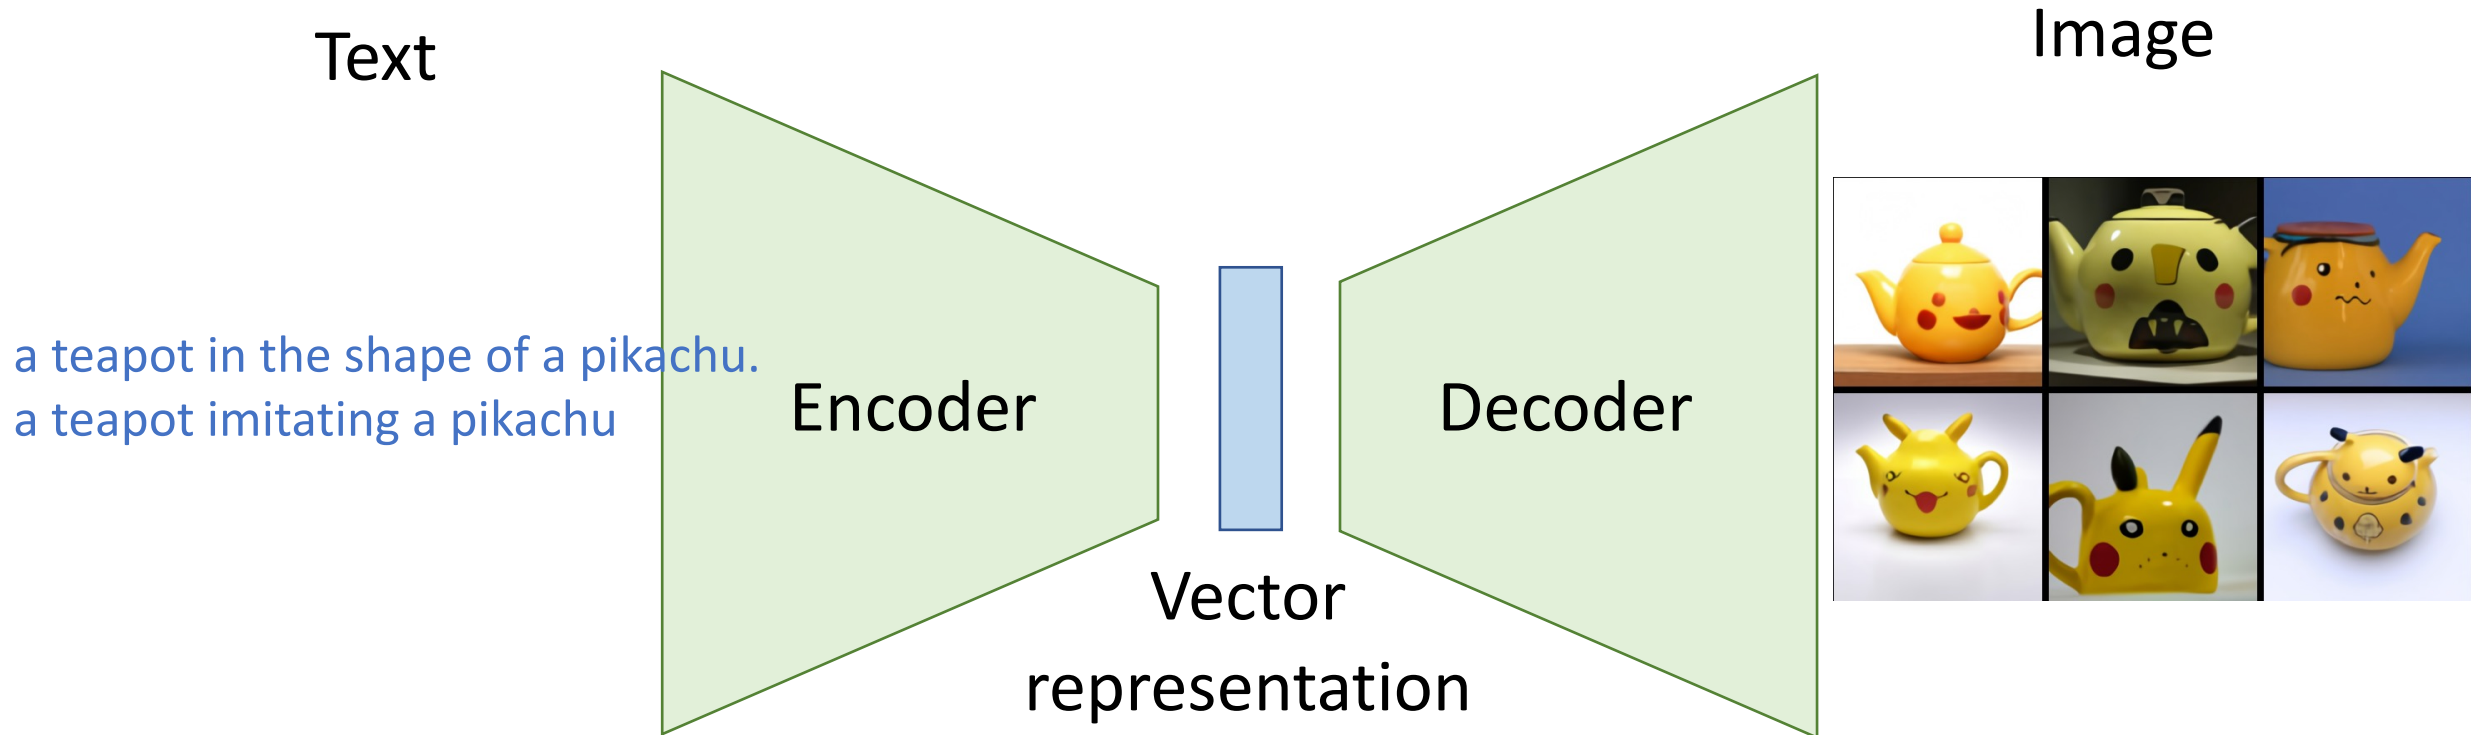 Text
Image
a teapot in the shape of a pikachu.
a teapot imitating a pikachu
Encoder
Decoder
Vector
representation